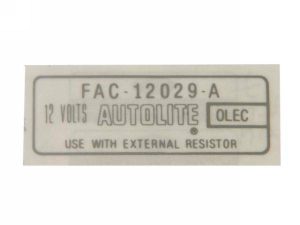 FAC-12029-A
12 VOLTS AUTOLITE® OLEC
USE WITH EXTERNAL RESISTOR